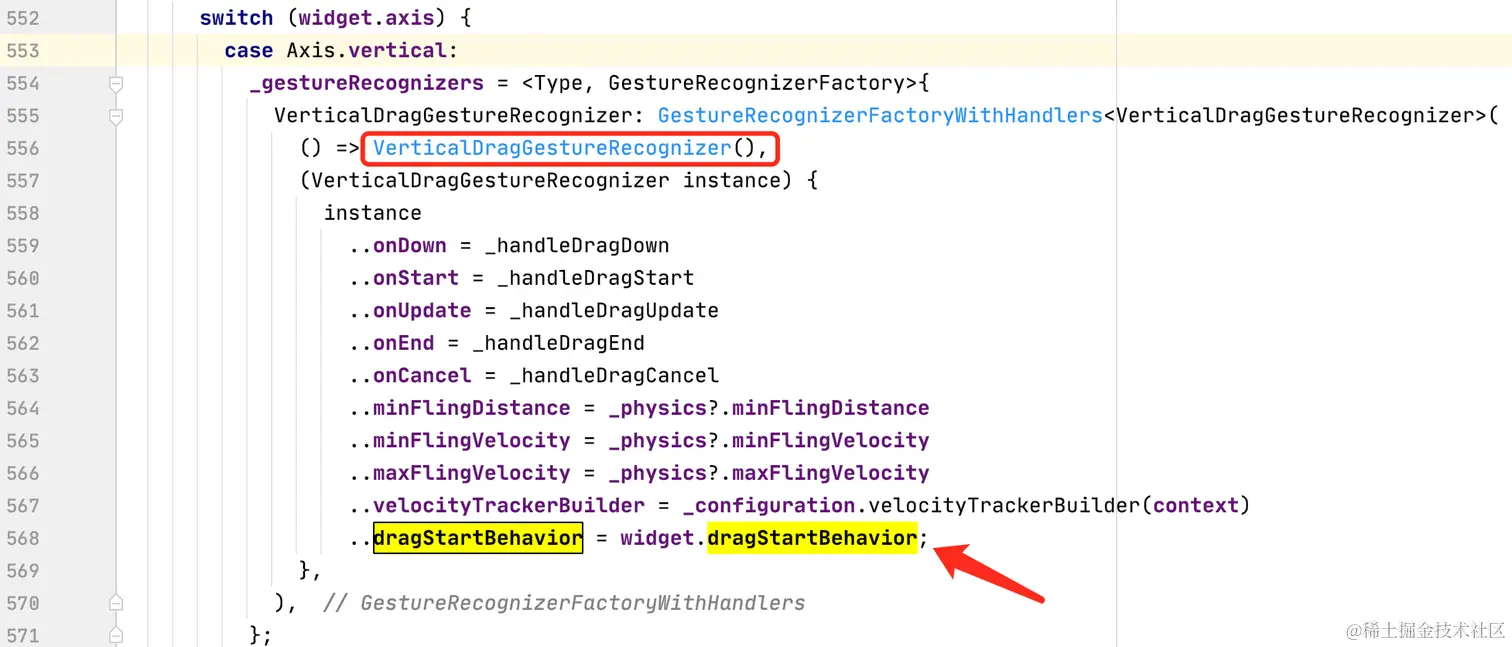 552 switch (widget.axis) {
553 case Axis.vertical:
554 _gestureRecognizers = <Type, GestureRecognizerFactory>{
555 VerticalDragGestureRecognizer: GestureRecognizerFactoryWithHandlers<VerticalDragGestureRecognizer>(
556 () => VerticalDragGestureRecognizer(),
557 (VerticalDragGestureRecognizer instance) {
558 instance
559 ..onDown = _handleDragDown
560 ..onStart = _handleDragStart
561 ..onUpdate = _handleDragUpdate
562 ..onEnd = _handleDragEnd
563 ..onCancel = _handleDragCancel
564 ..minFlingDistance = _physics?.minFlingDistance
565 ..minFlingVelocity = _physics?.minFlingVelocity
566 ..maxFlingVelocity = _physics?.maxFlingVelocity
567 ..velocityTrackerBuilder = _configuration.velocityTrackerBuilder(context)
568 ..dragStartBehavior = widget.dragStartBehavior;
569 },
570 ), // GestureRecognizerFactoryWithHandlers
571 };
@稀土掘金技术社区